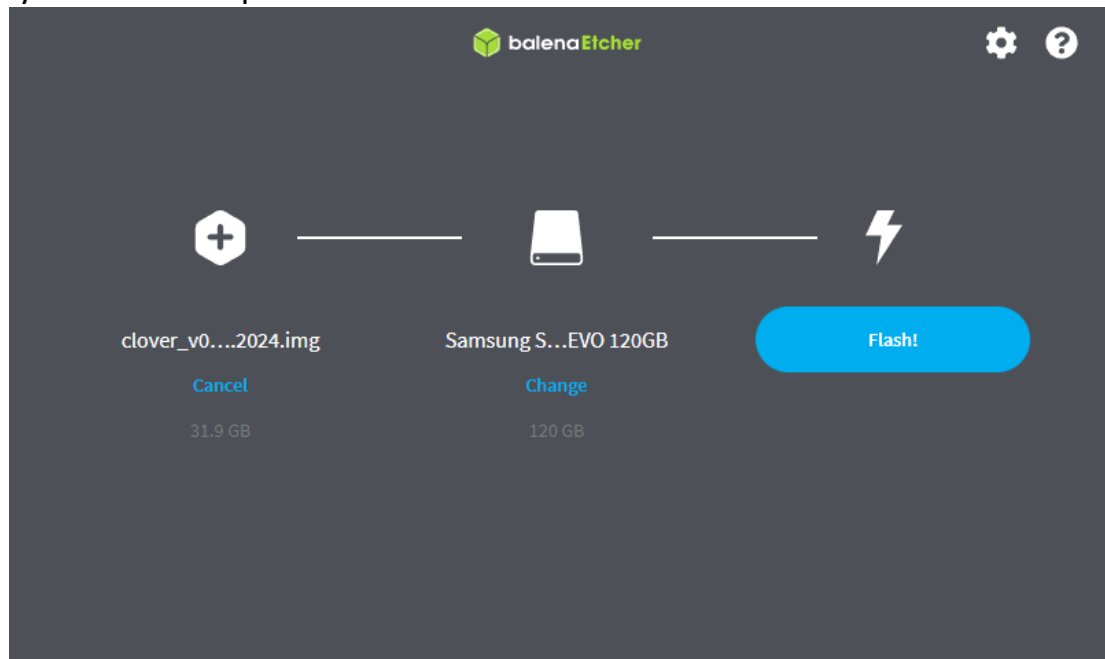 balenaEtcher
clover_v0....2024.img
Samsung S...EVO 120GB
Flash!
Cancel
Change
31.9 GB
120 GB